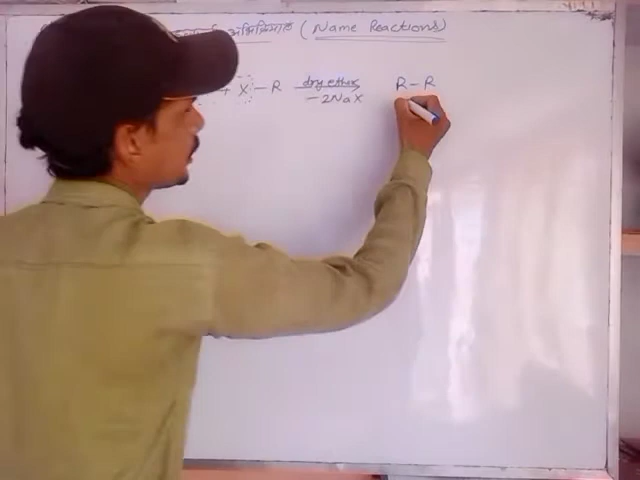 अभिक्रियाऐं ( Name Reactions )
+ X - R dry ether R - R
- 2NaX